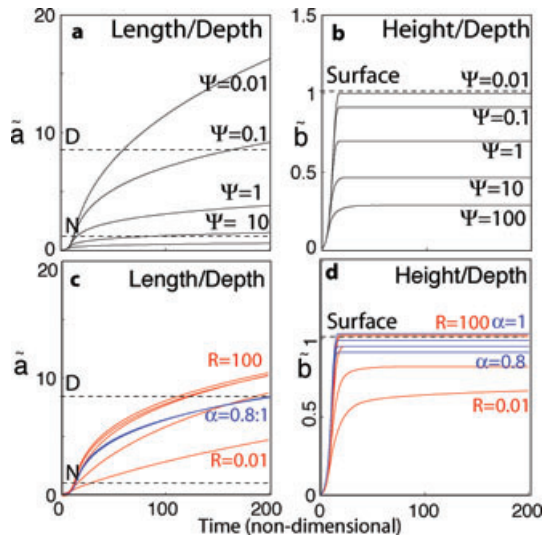 a Length/Depth
20
10
0
ã
D
N
Ψ=0.01
Ψ=0.1
Ψ=1
Ψ= 10
b Height/Depth
1.5
1
0.5
0
b̃
Surface
Ψ=0.01
Ψ=0.1
Ψ=1
Ψ=10
Ψ=100
c Length/Depth
20
10
0
ã
D
N
R=100
α=0.8:1
R=0.01
0 100 200
d Height/Depth
1
0.5
0
b̃
Surface
R=100 α=1
α=0.8
R=0.01
0 100 200
Time (non-dimensional)